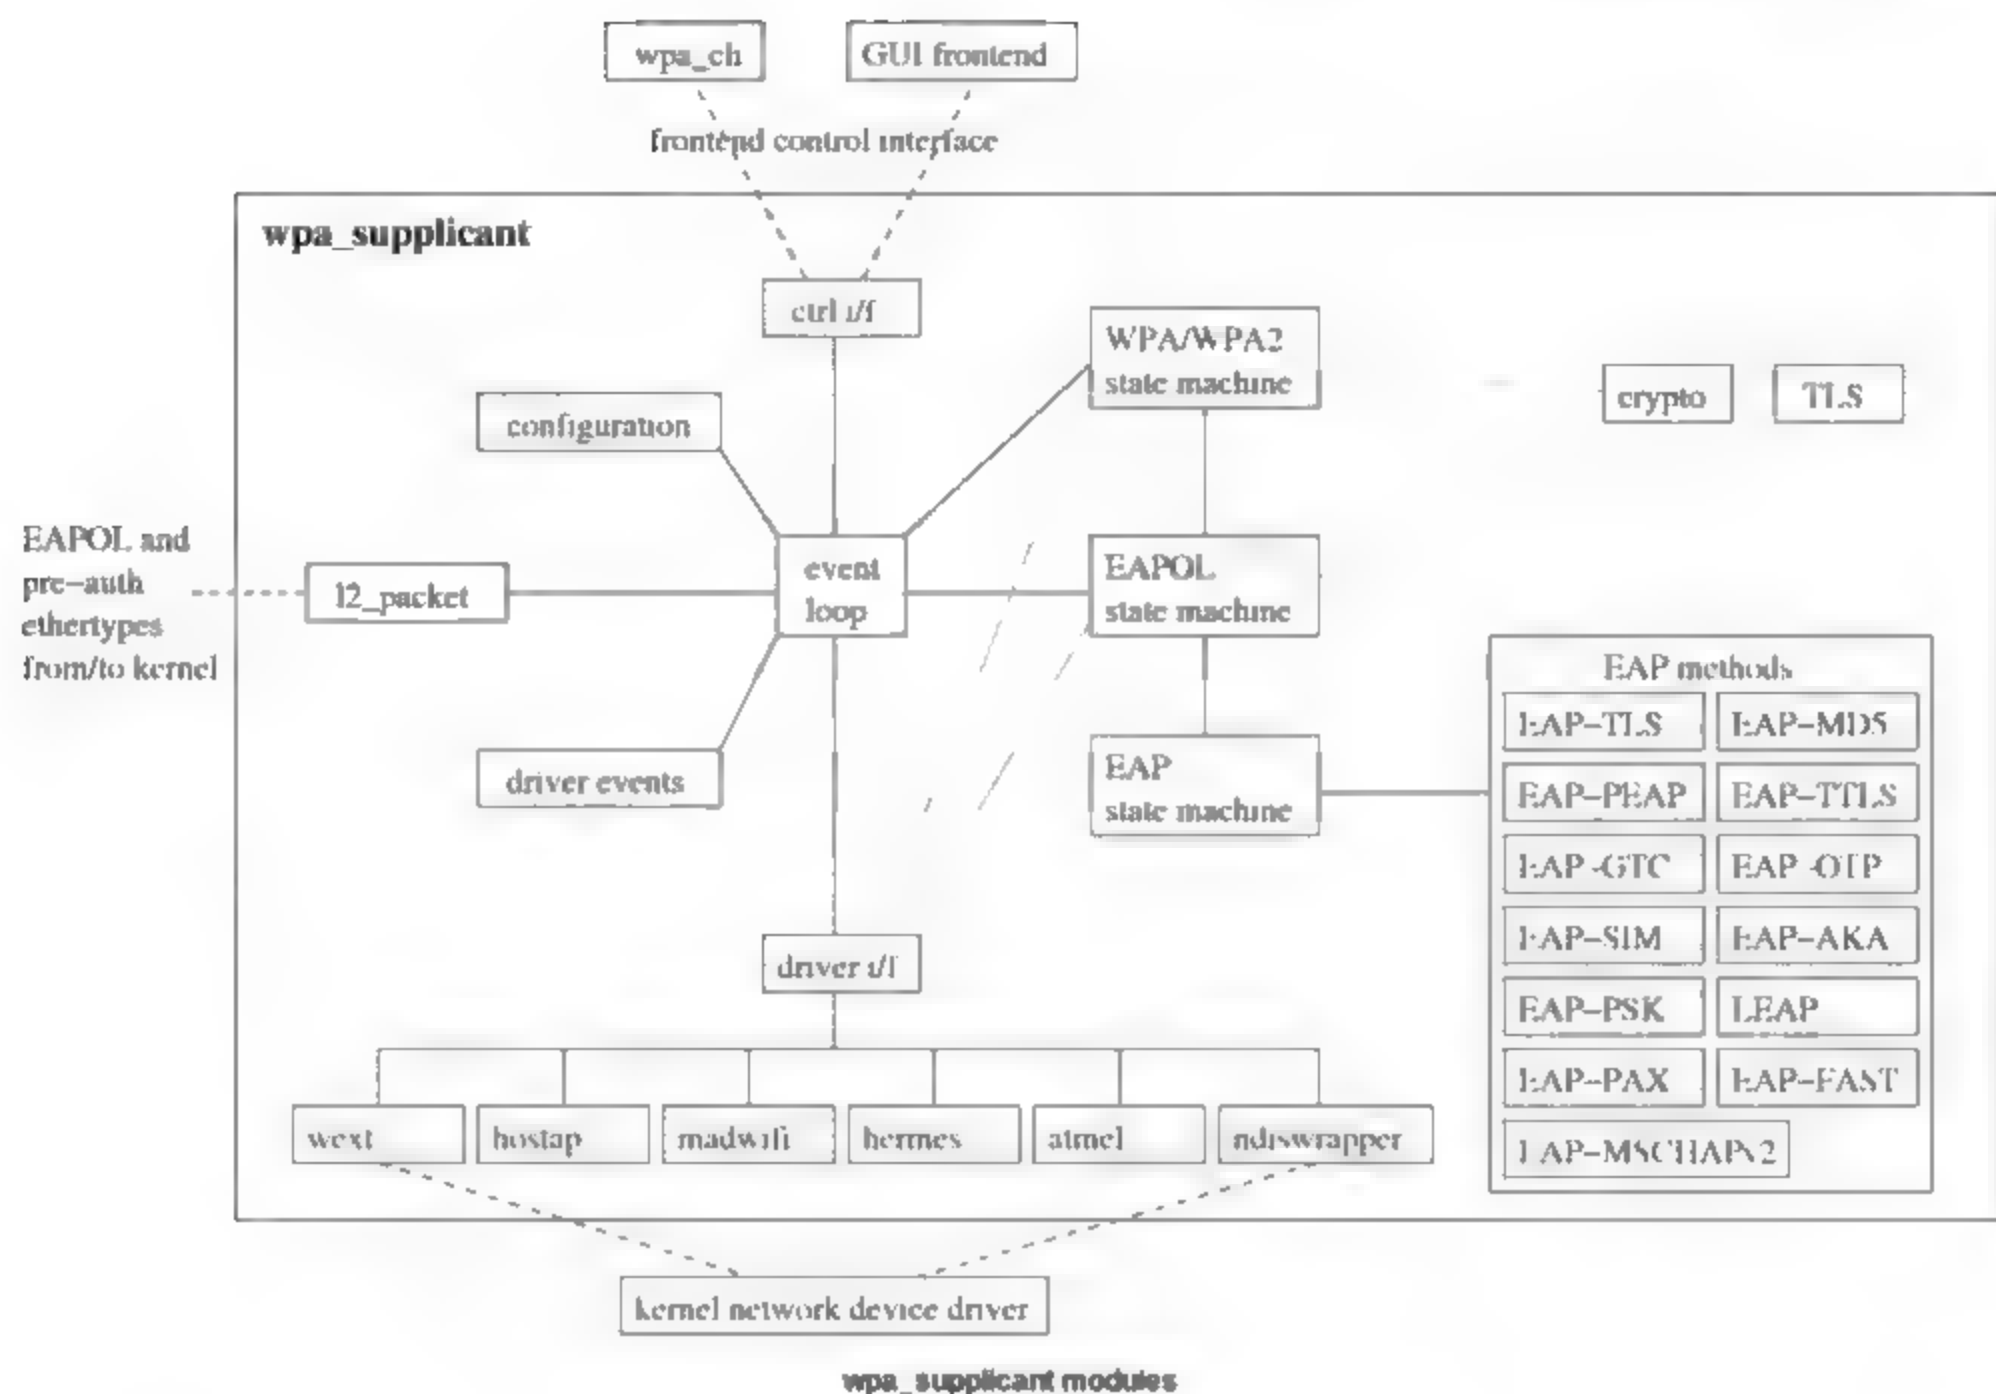 wpa_cli
GUI frontend
frontend control interface
wpa_supplicant
ctrl i/f
WPA/WPA2
state machine
crypto
TLS
configuration
EAPOL and
pre–auth
ethertypes
from/to kernel
l2_packet
event
loop
EAPOL
state machine
EAP methods
EAP–TLS
EAP–MD5
driver events
EAP
state machine
EAP–PEAP
EAP–TTLS
EAP–GTC
EAP–OTP
EAP–SIM
EAP–AKA
driver i/f
EAP–PSK
LEAP
EAP–PAX
EAP–FAST
wext
hostap
madwifi
hermes
atmel
ndiswrapper
EAP–MSCHAPv2
kernel network device driver
wpa_supplicant modules